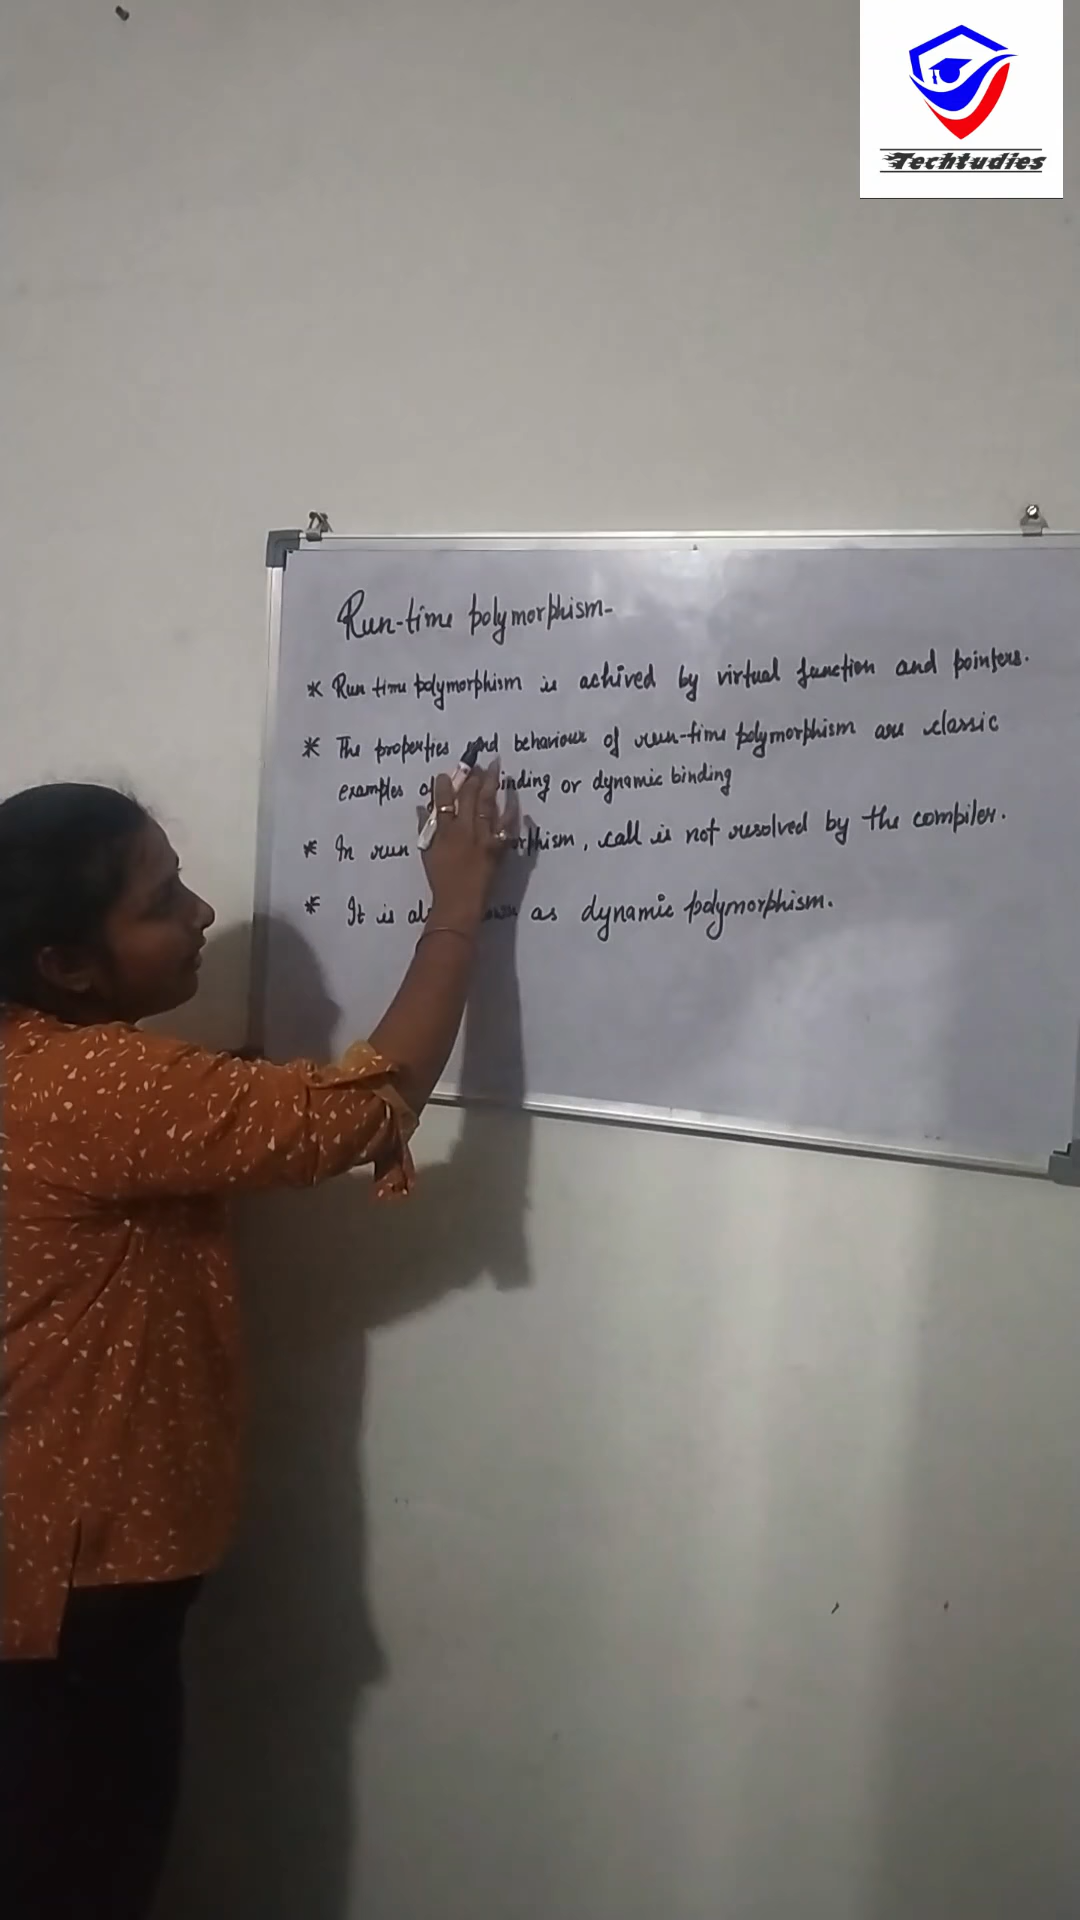 Techtudies
Run-time polymorphism-
* Run time polymorphism is achived by virtual function and pointers.
* The properties and behaviour of run-time polymorphism are classic
examples of binding or dynamic binding
* In run , call is not resolved by the compiler.
* It is as dynamic polymorphism.